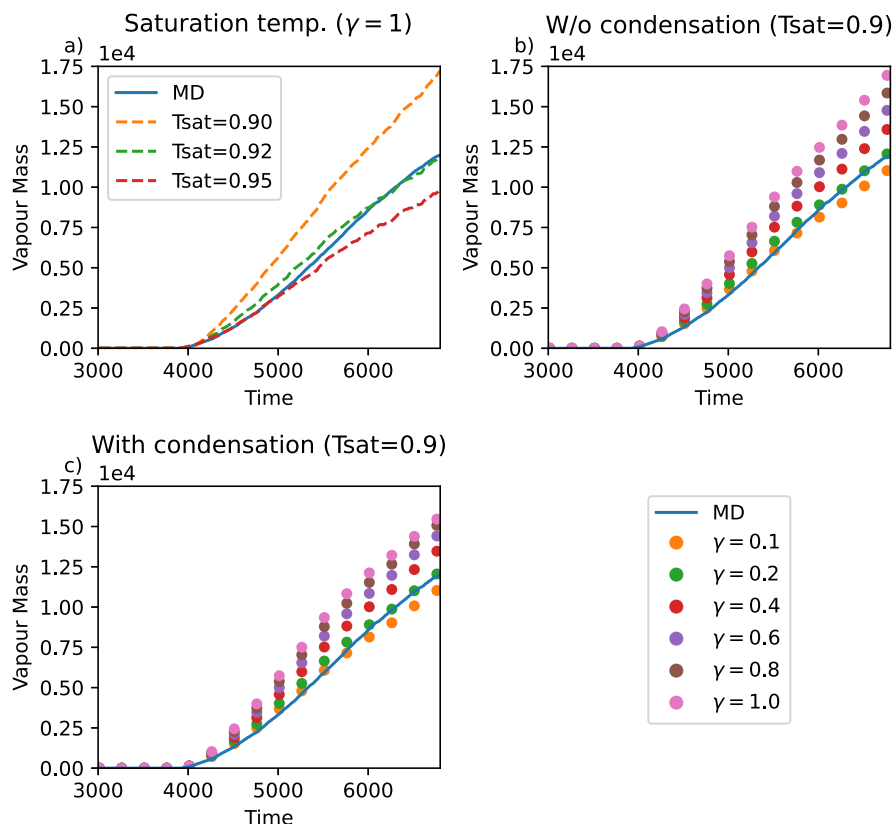 Saturation temp. (γ = 1)
a) 1e4
1.75
1.50
1.25
1.00
0.75
0.50
0.25
0.00
Vapour Mass
MD
Tsat=0.90
Tsat=0.92
Tsat=0.95
3000 4000 5000 6000
Time
W/o condensation (Tsat=0.9)
b) 1e4
1.75
1.50
1.25
1.00
0.75
0.50
0.25
0.00
Vapour Mass
3000 4000 5000 6000
Time
With condensation (Tsat=0.9)
c) 1e4
1.75
1.50
1.25
1.00
0.75
0.50
0.25
0.00
Vapour Mass
3000 4000 5000 6000
Time
MD
γ = 0.1
γ = 0.2
γ = 0.4
γ = 0.6
γ = 0.8
γ = 1.0